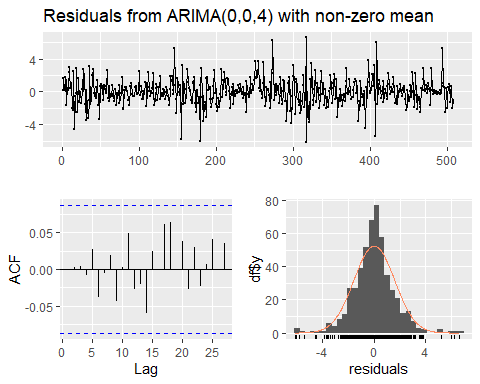 Residuals from ARIMA(0,0,4) with non-zero mean
4
0
-4
0 100 200 300 400 500
0.05
0.00
-0.05
ACF
0 5 10 15 20 25
Lag
80
60
40
20
0
df$y
-4 0 4
residuals